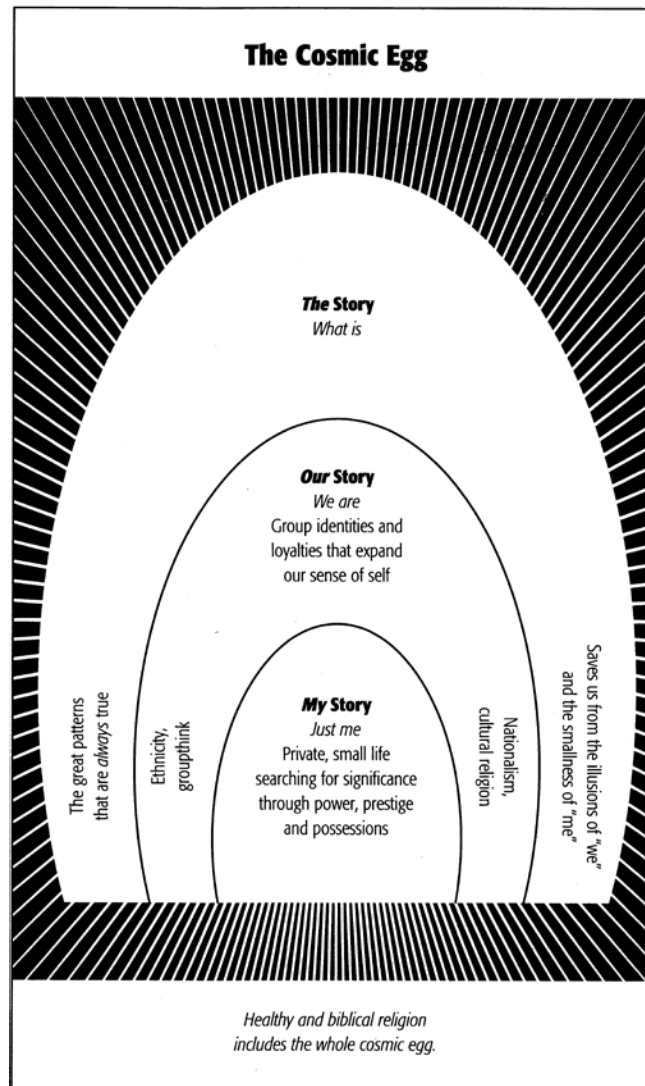 The Cosmic Egg
The Story
What is
Our Story
We are
Group identities and
loyalties that expand
our sense of self
My Story
Just me
Private, small life
searching for significance
through power, prestige
and possessions
The great patterns
that are always true
Ethnicity,
groupthink
Nationalism,
cultural religion
Saves us from the illusions of "we"
and the smallness of "me"
Healthy and biblical religion
includes the whole cosmic egg.